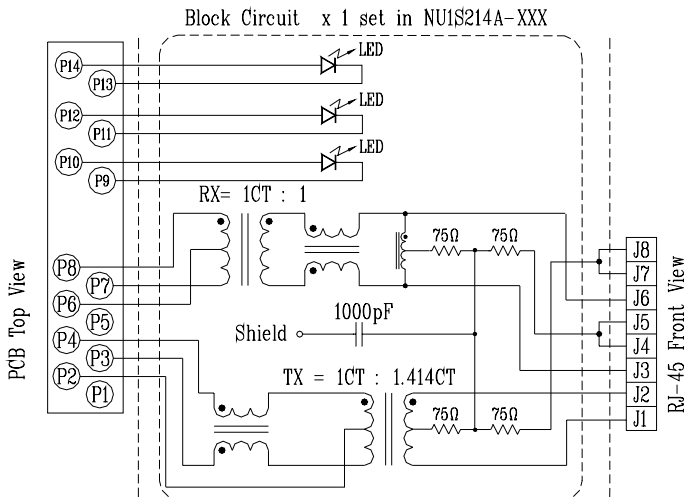 Block Circuit x 1 set in NU1S214A-XXX
P14
LED
P13
P12
LED
P11
P10
LED
P9
RX= 1CT : 1
75Ω 75Ω
J8
P8
J7
P7
J6
P6
1000pF
P5
J5
Shield
P4
J4
P3
J3
P2
TX = 1CT : 1.414CT
P1
J2
75Ω 75Ω
J1
PCB Top View
RJ-45 Front View